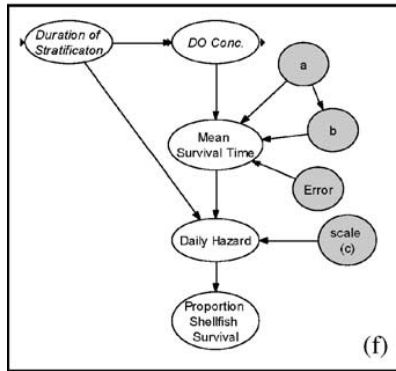 Duration of
Stratificaton
DO Conc.
a
b
Mean
Survival Time
Error
Daily Hazard
scale
(c)
Proportion
Shellfish
Survival
(f)